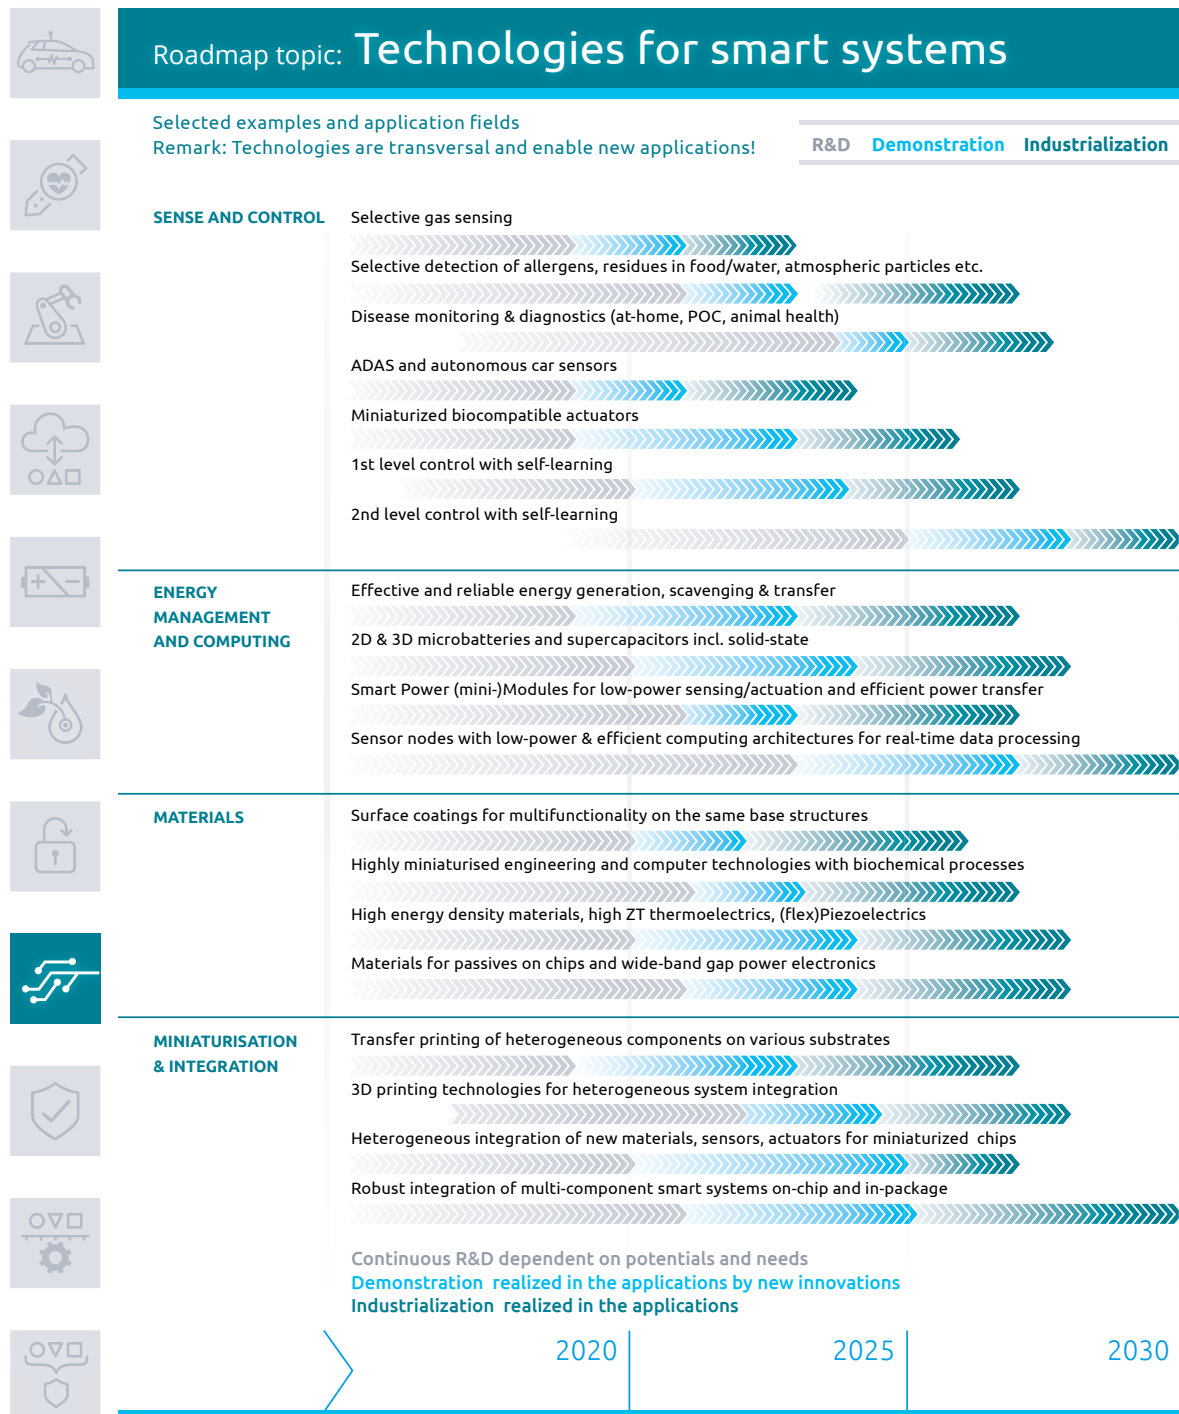 Roadmap topic: Technologies for smart systems
Selected examples and application fields
Remark: Technologies are transversal and enable new applications!
R&D Demonstration Industrialization
SENSE AND CONTROL
Selective gas sensing
Selective detection of allergens, residues in food/water, atmospheric particles etc.
Disease monitoring & diagnostics (at-home, POC, animal health)
ADAS and autonomous car sensors
Miniaturized biocompatible actuators
1st level control with self-learning
2nd level control with self-learning
ENERGY
MANAGEMENT
AND COMPUTING
Effective and reliable energy generation, scavenging & transfer
2D & 3D microbatteries and supercapacitors incl. solid-state
Smart Power (mini-)Modules for low-power sensing/actuation and efficient power transfer
Sensor nodes with low-power & efficient computing architectures for real-time data processing
MATERIALS
Surface coatings for multifunctionality on the same base structures
Highly miniaturised engineering and computer technologies with biochemical processes
High energy density materials, high ZT thermoelectrics, (flex)Piezoelectrics
Materials for passives on chips and wide-band gap power electronics
MINIATURISATION
& INTEGRATION
Transfer printing of heterogeneous components on various substrates
3D printing technologies for heterogeneous system integration
Heterogeneous integration of new materials, sensors, actuators for miniaturized chips
Robust integration of multi-component smart systems on-chip and in-package
Continuous R&D dependent on potentials and needs
Demonstration realized in the applications by new innovations
Industrialization realized in the applications
2020 2025 2030